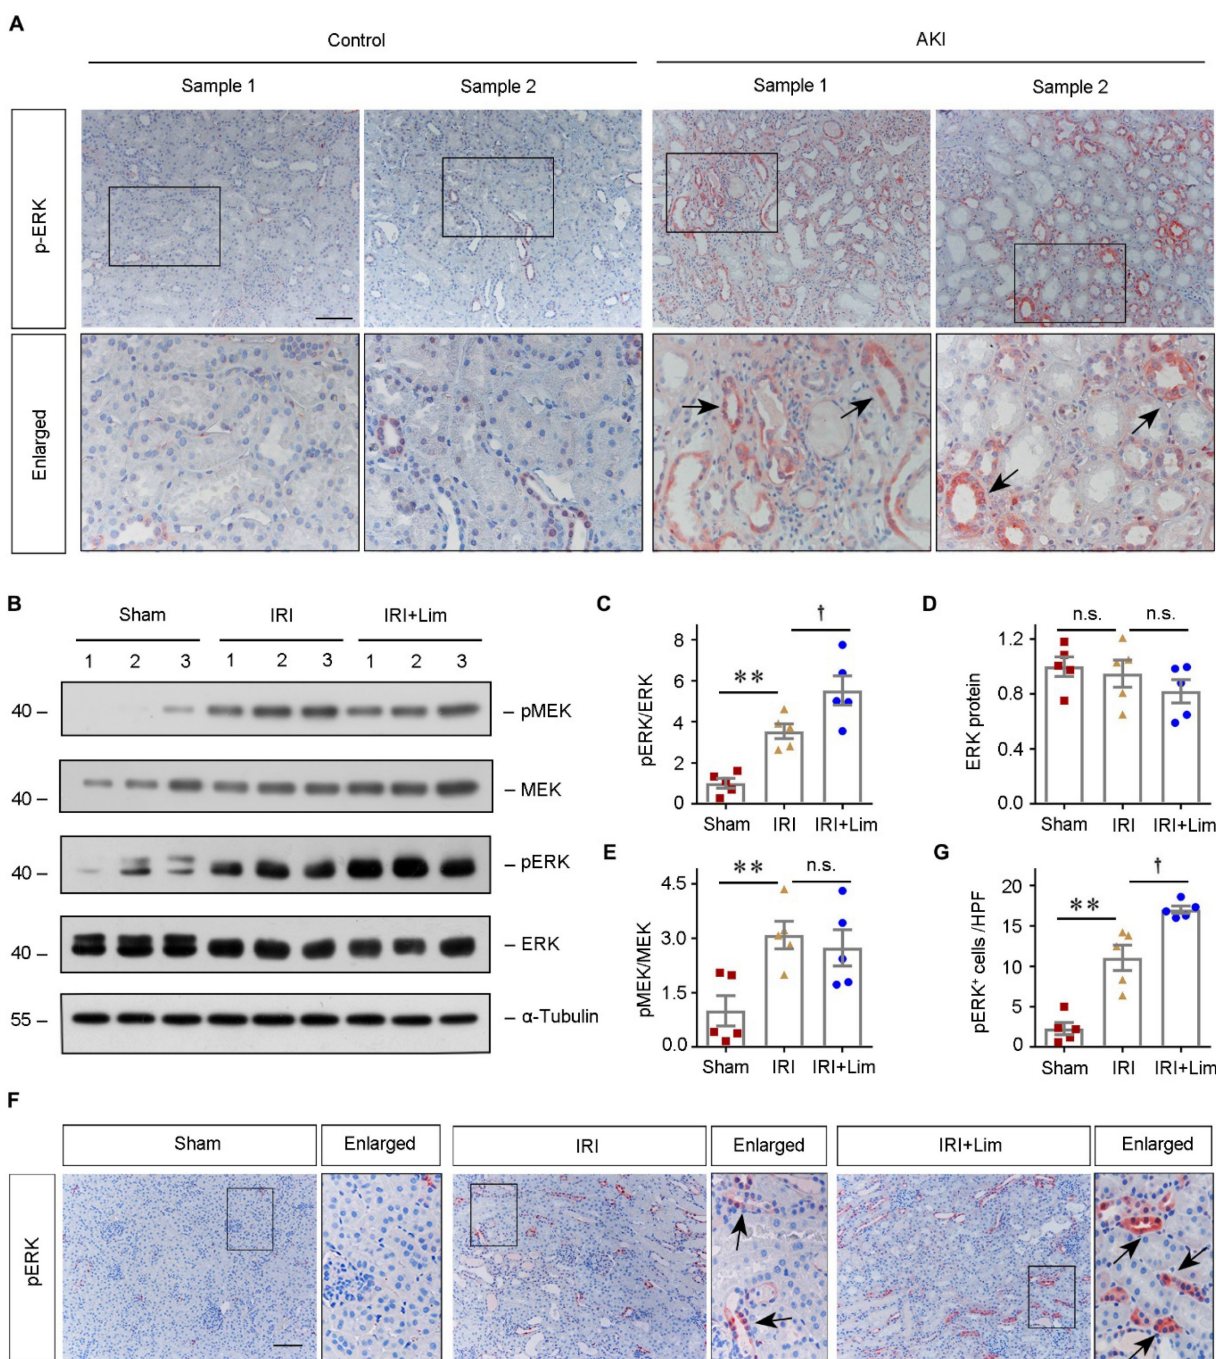 A
Control
AKI
Sample 1
Sample 2
Sample 1
Sample 2
p-ERK
Enlarged
B
Sham
IRI
IRI+Lim
1 2 3 1 2 3 1 2 3
40 – – pMEK
40 – – MEK
40 – – pERK
40 – – ERK
55 – – α-Tubulin
C
pERK/ERK
8
6
4
2
0
**
†
Sham IRI IRI+Lim
D
ERK protein
1.2
0.8
0.4
0.0
n.s. n.s.
Sham IRI IRI+Lim
E
pMEK/MEK
4.5
3.0
1.5
0.0
**
n.s.
Sham IRI IRI+Lim
G
pERK⁺ cells /HPF
20
15
10
5
0
**
†
Sham IRI IRI+Lim
F
Sham Enlarged IRI Enlarged IRI+Lim Enlarged
pERK